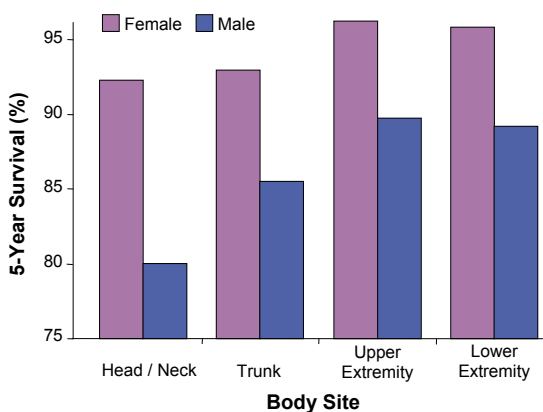 Female Male
95
90
85
80
75
5-Year Survival (%)
Head / Neck Trunk Upper Extremity Lower Extremity
Body Site